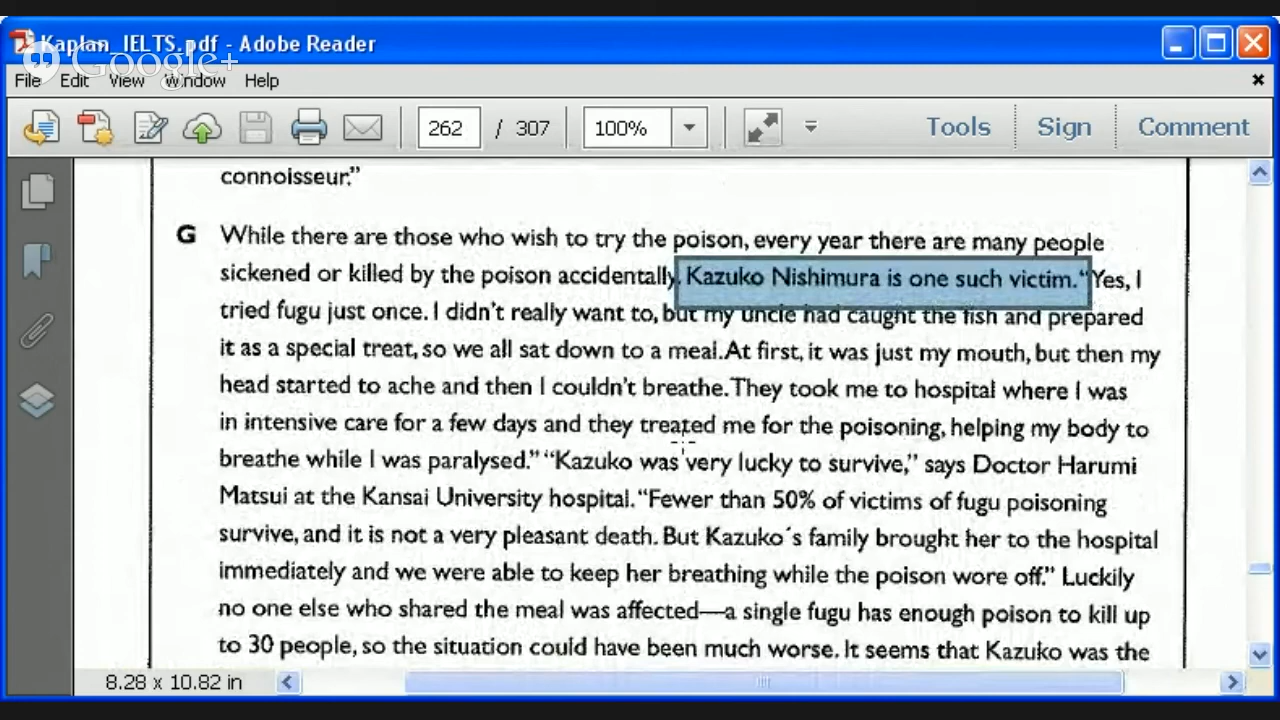 Kaplan_IELTS.pdf - Adobe Reader
Google+
File Edit View Window Help
262 / 307 100% Tools Sign Comment
connoisseur."
G While there are those who wish to try the poison, every year there are many people
sickened or killed by the poison accidentally. Kazuko Nishimura is one such victim. "Yes, I
tried fugu just once. I didn't really want to, but my uncle had caught the fish and prepared
it as a special treat, so we all sat down to a meal. At first, it was just my mouth, but then my
head started to ache and then I couldn't breathe. They took me to hospital where I was
in intensive care for a few days and they treated me for the poisoning, helping my body to
breathe while I was paralysed." "Kazuko was very lucky to survive," says Doctor Harumi
Matsui at the Kansai University hospital. "Fewer than 50% of victims of fugu poisoning
survive, and it is not a very pleasant death. But Kazuko´s family brought her to the hospital
immediately and we were able to keep her breathing while the poison wore off." Luckily
no one else who shared the meal was affected—a single fugu has enough poison to kill up
to 30 people, so the situation could have been much worse. It seems that Kazuko was the
8.28 x 10.82 in